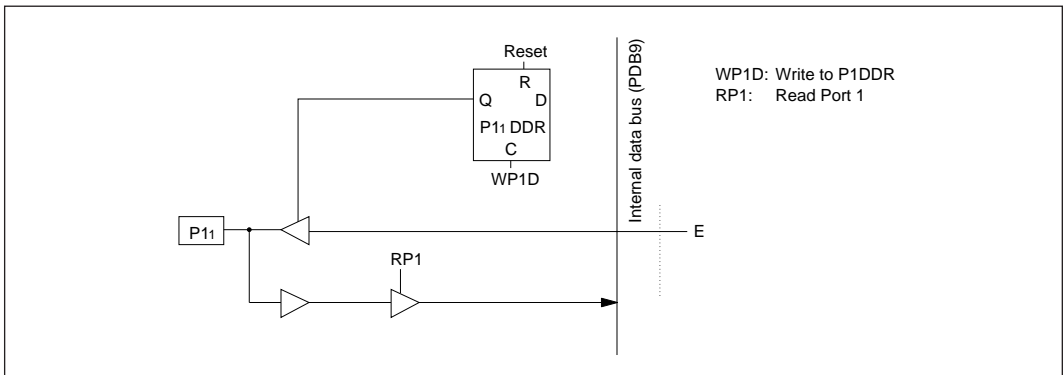 Reset
R
Q D
P1₁ DDR
C
WP1D
Internal data bus (PDB9)
WP1D: Write to P1DDR
RP1: Read Port 1
P1₁
E
RP1